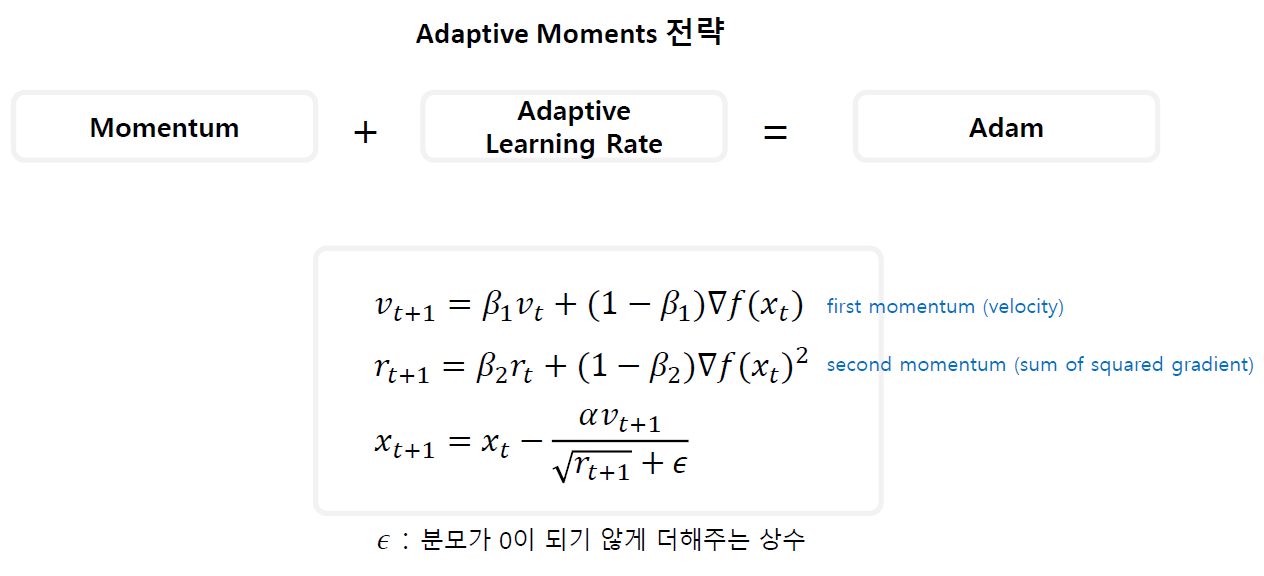 Adaptive Moments 전략
Momentum
+
Adaptive
Learning Rate
=
Adam
v_{t+1} = β_1 v_t + (1 − β_1)∇f(x_t) first momentum (velocity)
r_{t+1} = β_2 r_t + (1 − β_2)∇f(x_t)^2 second momentum (sum of squared gradient)
x_{t+1} = x_t − \frac{αv_{t+1}}{\sqrt{r_{t+1}} + ϵ}
ϵ : 분모가 0이 되기 않게 더해주는 상수